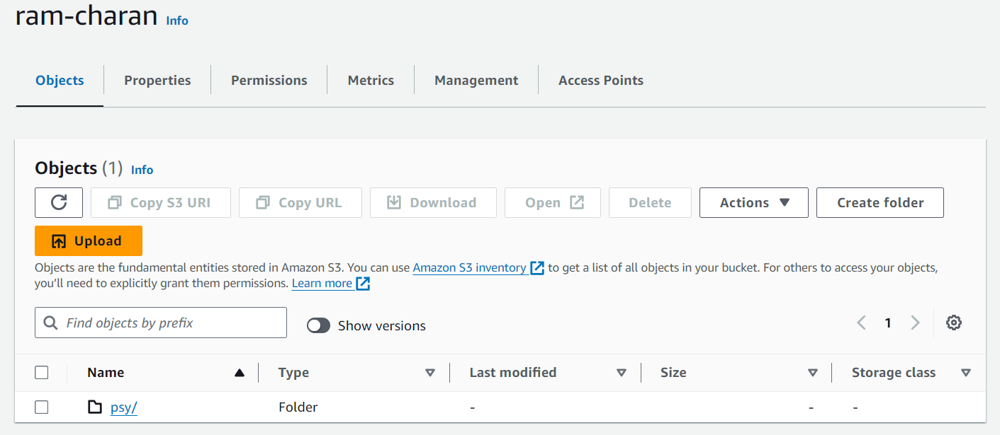 ram-charan Info
Objects Properties Permissions Metrics Management Access Points
Objects (1) Info
Copy S3 URI Copy URL Download Open Delete Actions Create folder
Upload
Objects are the fundamental entities stored in Amazon S3. You can use Amazon S3 inventory to get a list of all objects in your bucket. For others to access your objects,
you’ll need to explicitly grant them permissions. Learn more
Find objects by prefix Show versions 1
Name Type Last modified Size Storage class
psy/ Folder - - -